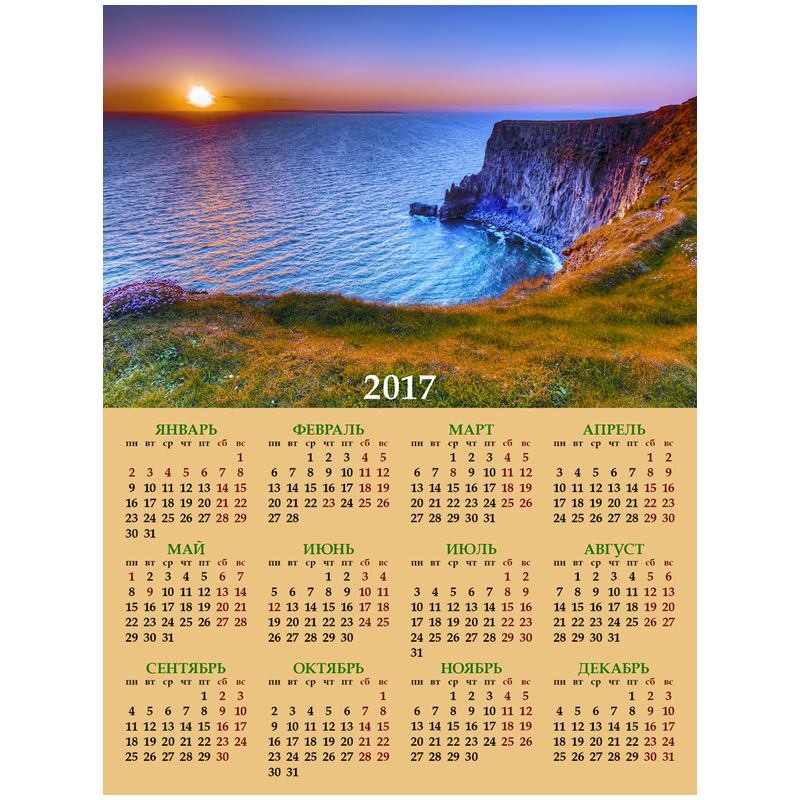 2017
ЯНВАРЬ ФЕВРАЛЬ МАРТ АПРЕЛЬ
пн вт ср чт пт сб вс пн вт ср чт пт сб вс пн вт ср чт пт сб вс пн вт ср чт пт сб вс
1 1 2 3 4 5 1 2 3 4 5 1 2
2 3 4 5 6 7 8 6 7 8 9 10 11 12 6 7 8 9 10 11 12 3 4 5 6 7 8 9
9 10 11 12 13 14 15 13 14 15 16 17 18 19 13 14 15 16 17 18 19 10 11 12 13 14 15 16
16 17 18 19 20 21 22 20 21 22 23 24 25 26 20 21 22 23 24 25 26 17 18 19 20 21 22 23
23 24 25 26 27 28 29 27 28 27 28 29 30 31 24 25 26 27 28 29 30
30 31
МАЙ ИЮНЬ ИЮЛЬ АВГУСТ
пн вт ср чт пт сб вс пн вт ср чт пт сб вс пн вт ср чт пт сб вс пн вт ср чт пт сб вс
1 2 3 4 5 6 7 1 2 3 4 1 2 1 2 3 4 5 6
8 9 10 11 12 13 14 5 6 7 8 9 10 11 3 4 5 6 7 8 9 7 8 9 10 11 12 13
15 16 17 18 19 20 21 12 13 14 15 16 17 18 10 11 12 13 14 15 16 14 15 16 17 18 19 20
22 23 24 25 26 27 28 19 20 21 22 23 24 25 17 18 19 20 21 22 23 21 22 23 24 25 26 27
29 30 31 26 27 28 29 30 24 25 26 27 28 29 30 28 29 30 31
31
СЕНТЯБРЬ ОКТЯБРЬ НОЯБРЬ ДЕКАБРЬ
пн вт ср чт пт сб вс пн вт ср чт пт сб вс пн вт ср чт пт сб вс пн вт ср чт пт сб вс
1 2 3 1 1 2 3 4 5 1 2 3
4 5 6 7 8 9 10 2 3 4 5 6 7 8 6 7 8 9 10 11 12 4 5 6 7 8 9 10
11 12 13 14 15 16 17 9 10 11 12 13 14 15 13 14 15 16 17 18 19 11 12 13 14 15 16 17
18 19 20 21 22 23 24 16 17 18 19 20 21 22 20 21 22 23 24 25 26 18 19 20 21 22 23 24
25 26 27 28 29 30 23 24 25 26 27 28 29 27 28 29 30 25 26 27 28 29 30 31
30 31